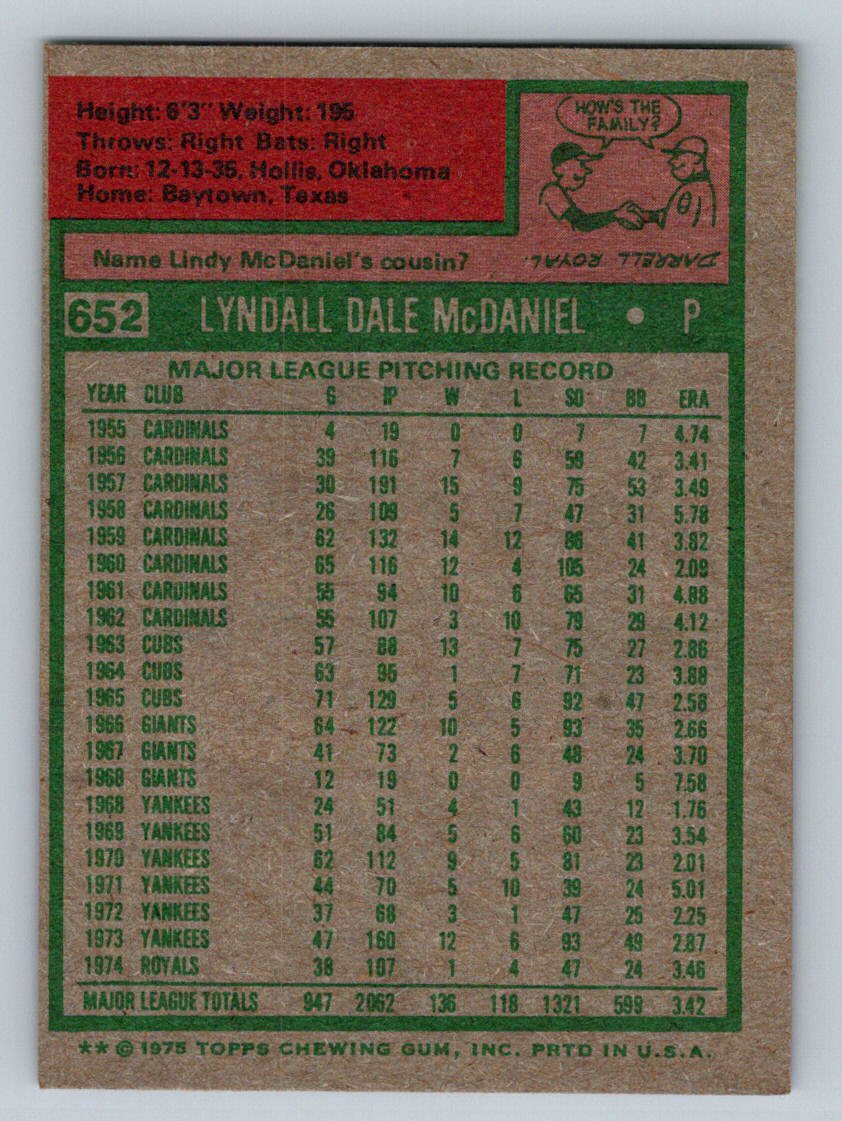 Height: 6'3" Weight: 195
Throws: Right Bats: Right
Born: 12-13-35, Hollis, Oklahoma
Home: Baytown, Texas
HOW'S THE
FAMILY?
DARRELL ROYAL.
Name Lindy McDaniel's cousin?
652 LYNDALL DALE McDANIEL • P
MAJOR LEAGUE PITCHING RECORD
YEAR CLUB G IP W L SO BB ERA
1955 CARDINALS 4 19 0 0 7 7 4.74
1956 CARDINALS 39 116 7 6 59 42 3.41
1957 CARDINALS 30 191 15 9 75 53 3.49
1958 CARDINALS 26 109 5 7 47 31 5.78
1959 CARDINALS 62 132 14 12 86 41 3.82
1960 CARDINALS 65 116 12 4 105 24 2.09
1961 CARDINALS 55 94 10 6 65 31 4.88
1962 CARDINALS 55 107 3 10 79 29 4.12
1963 CUBS 57 88 13 7 75 27 2.86
1964 CUBS 63 95 1 7 71 23 3.88
1965 CUBS 71 129 5 6 92 47 2.58
1966 GIANTS 64 122 10 5 93 35 2.66
1967 GIANTS 41 73 2 6 48 24 3.70
1968 GIANTS 12 19 0 0 9 5 7.58
1968 YANKEES 24 51 4 1 43 12 1.76
1969 YANKEES 51 84 5 6 60 23 3.54
1970 YANKEES 62 112 9 5 81 23 2.01
1971 YANKEES 44 70 5 10 39 24 5.01
1972 YANKEES 37 68 3 1 47 25 2.25
1973 YANKEES 47 160 12 6 93 49 2.87
1974 ROYALS 38 107 1 4 47 24 3.46
MAJOR LEAGUE TOTALS 947 2062 136 118 1321 599 3.42
** © 1975 TOPPS CHEWING GUM, INC. PRTD IN U.S.A.